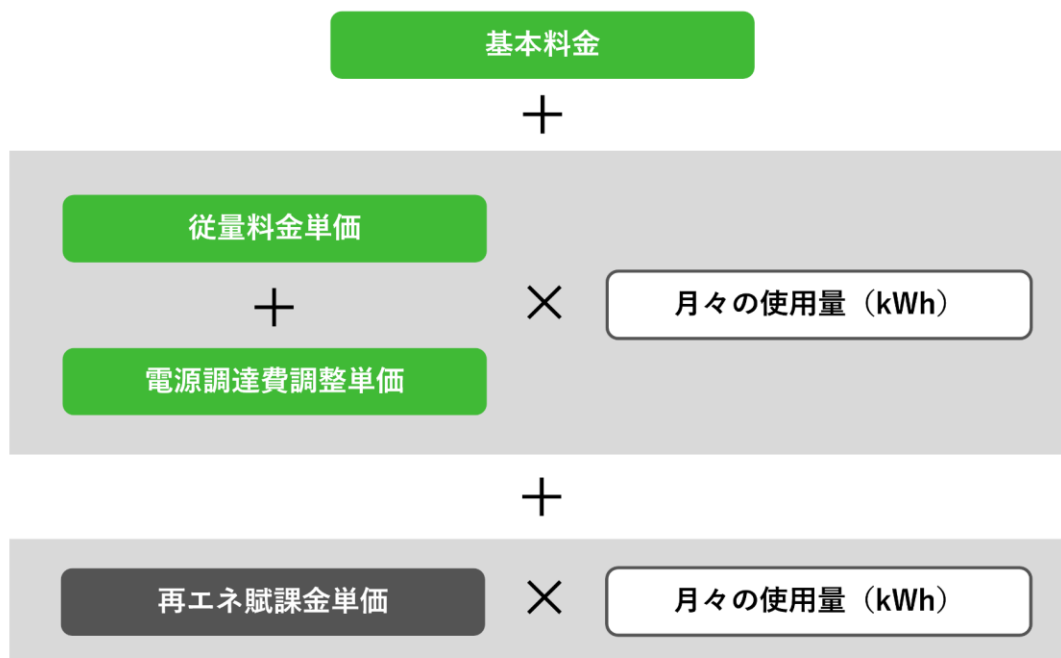 基本料金
＋
従量料金単価
＋
電源調達費調整単価
×
月々の使用量（kWh）
＋
再エネ賦課金単価
×
月々の使用量（kWh）